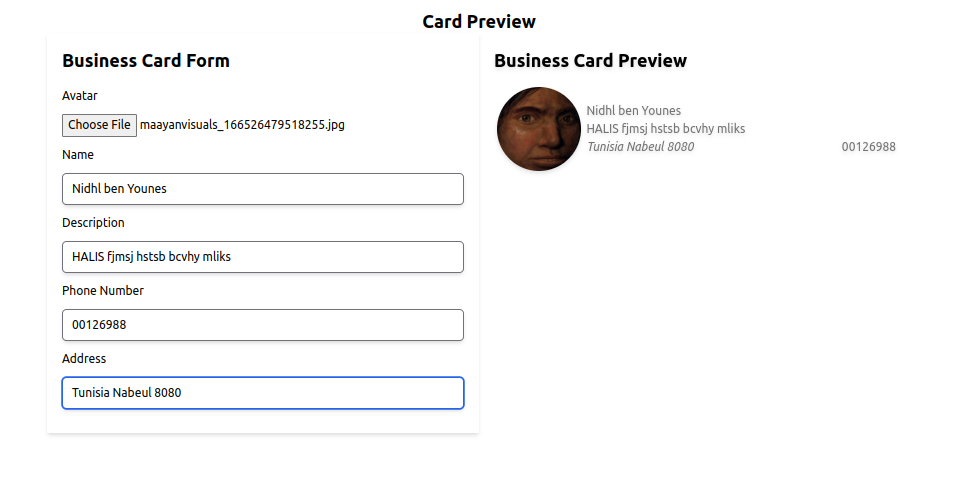 Card Preview
Business Card Form
Avatar
Choose File maayanvisuals_166526479518255.jpg
Name
Nidhl ben Younes
Description
HALIS fjmsj hstsb bcvhy mliks
Phone Number
00126988
Address
Tunisia Nabeul 8080
Business Card Preview
Nidhl ben Younes
HALIS fjmsj hstsb bcvhy mliks
Tunisia Nabeul 8080 00126988